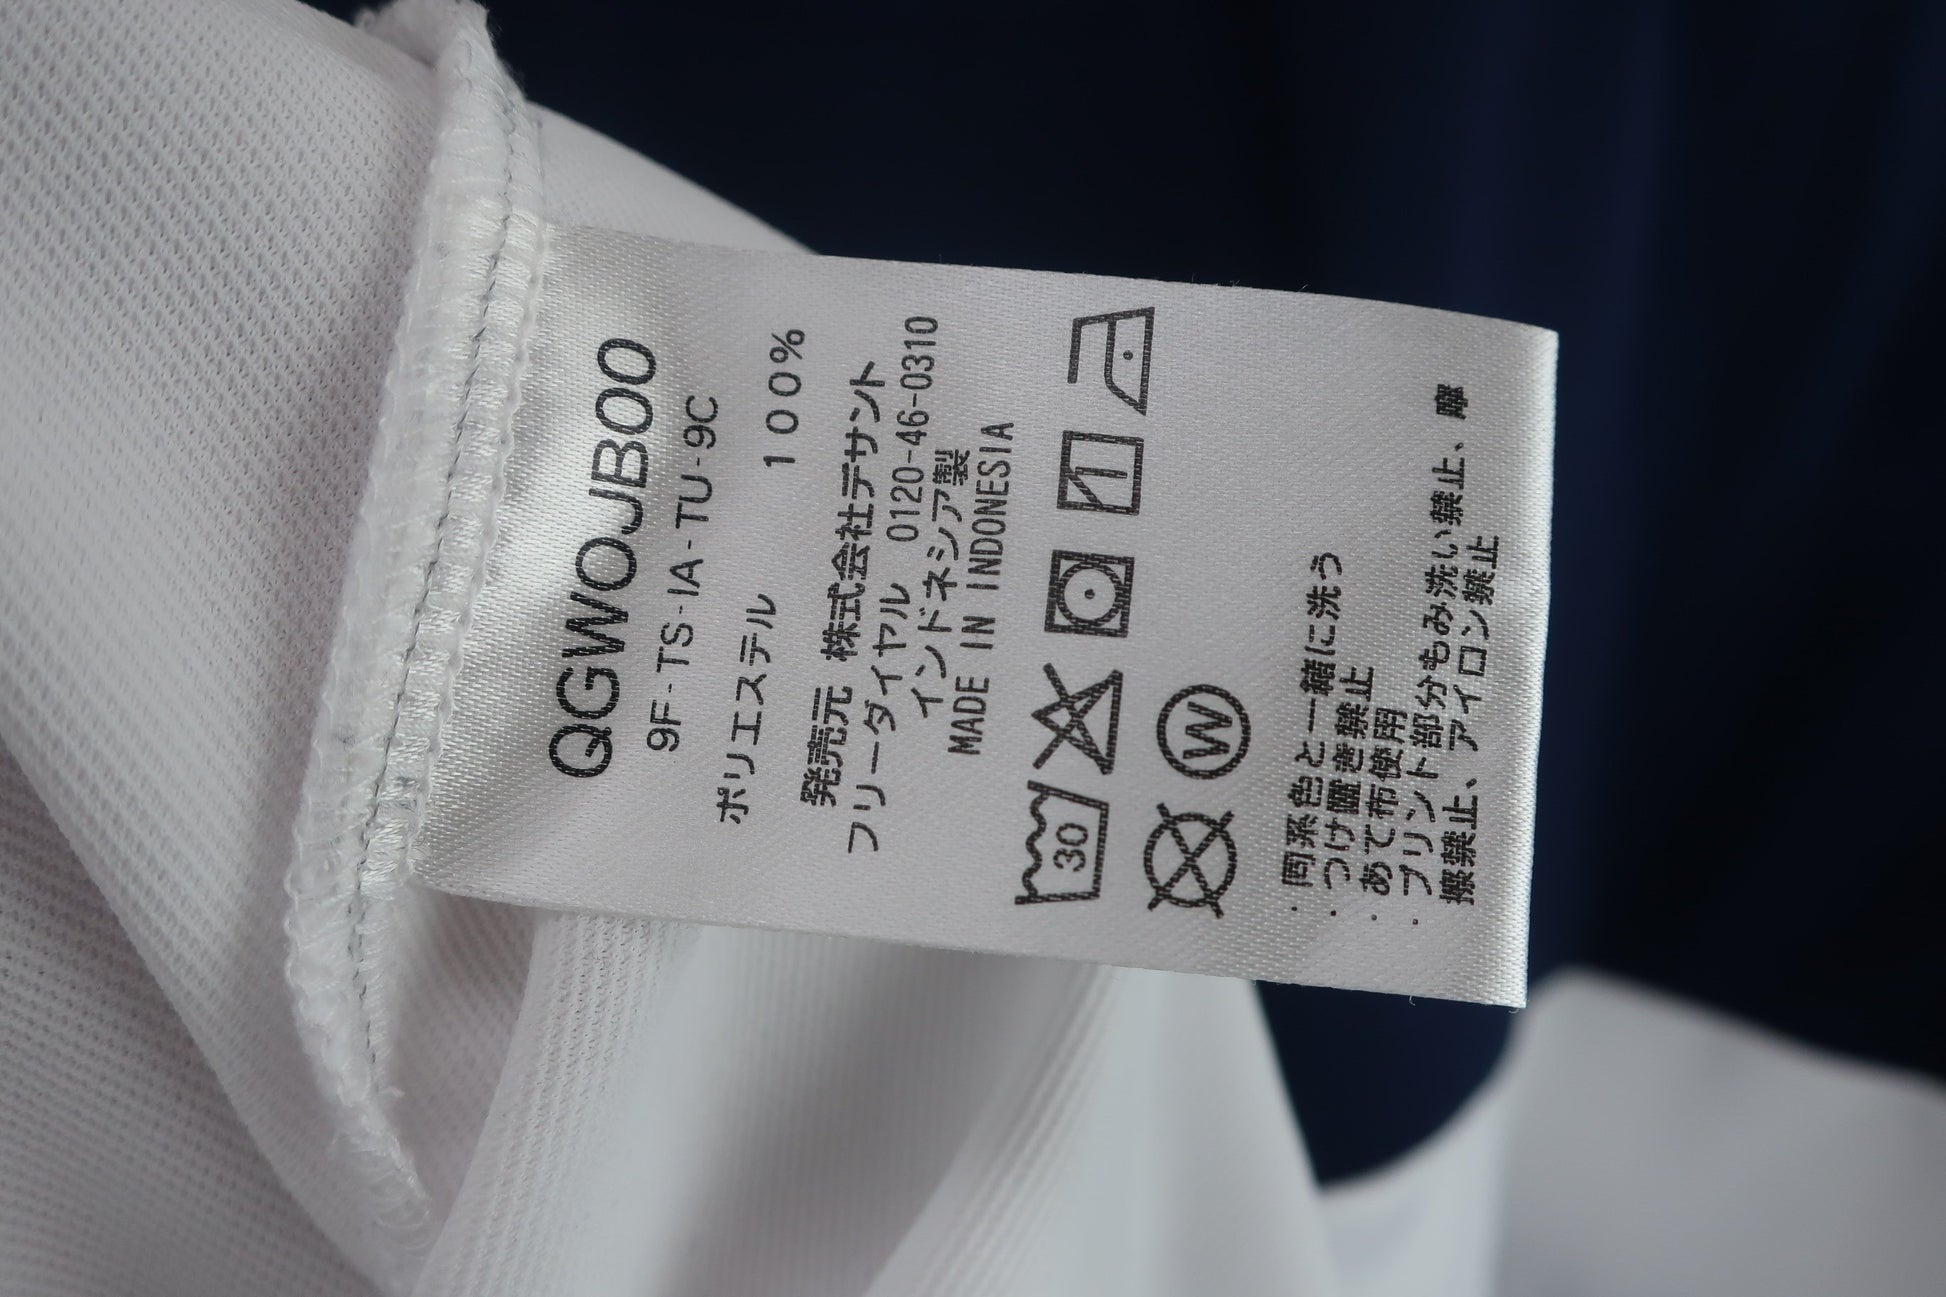 QGWOJB00
9F-TS-IA-TU-9C
ポリエステル 100%
発売元 株式会社デサント
フリーダイヤル 0120-46-0310
インドネシア製
MADE IN INDONESIA
30
W
・同系色と一緒に洗う
・つけ置き禁止
・あて布使用
・プリント部分もみ洗い禁止、摩
擦禁止、アイロン禁止